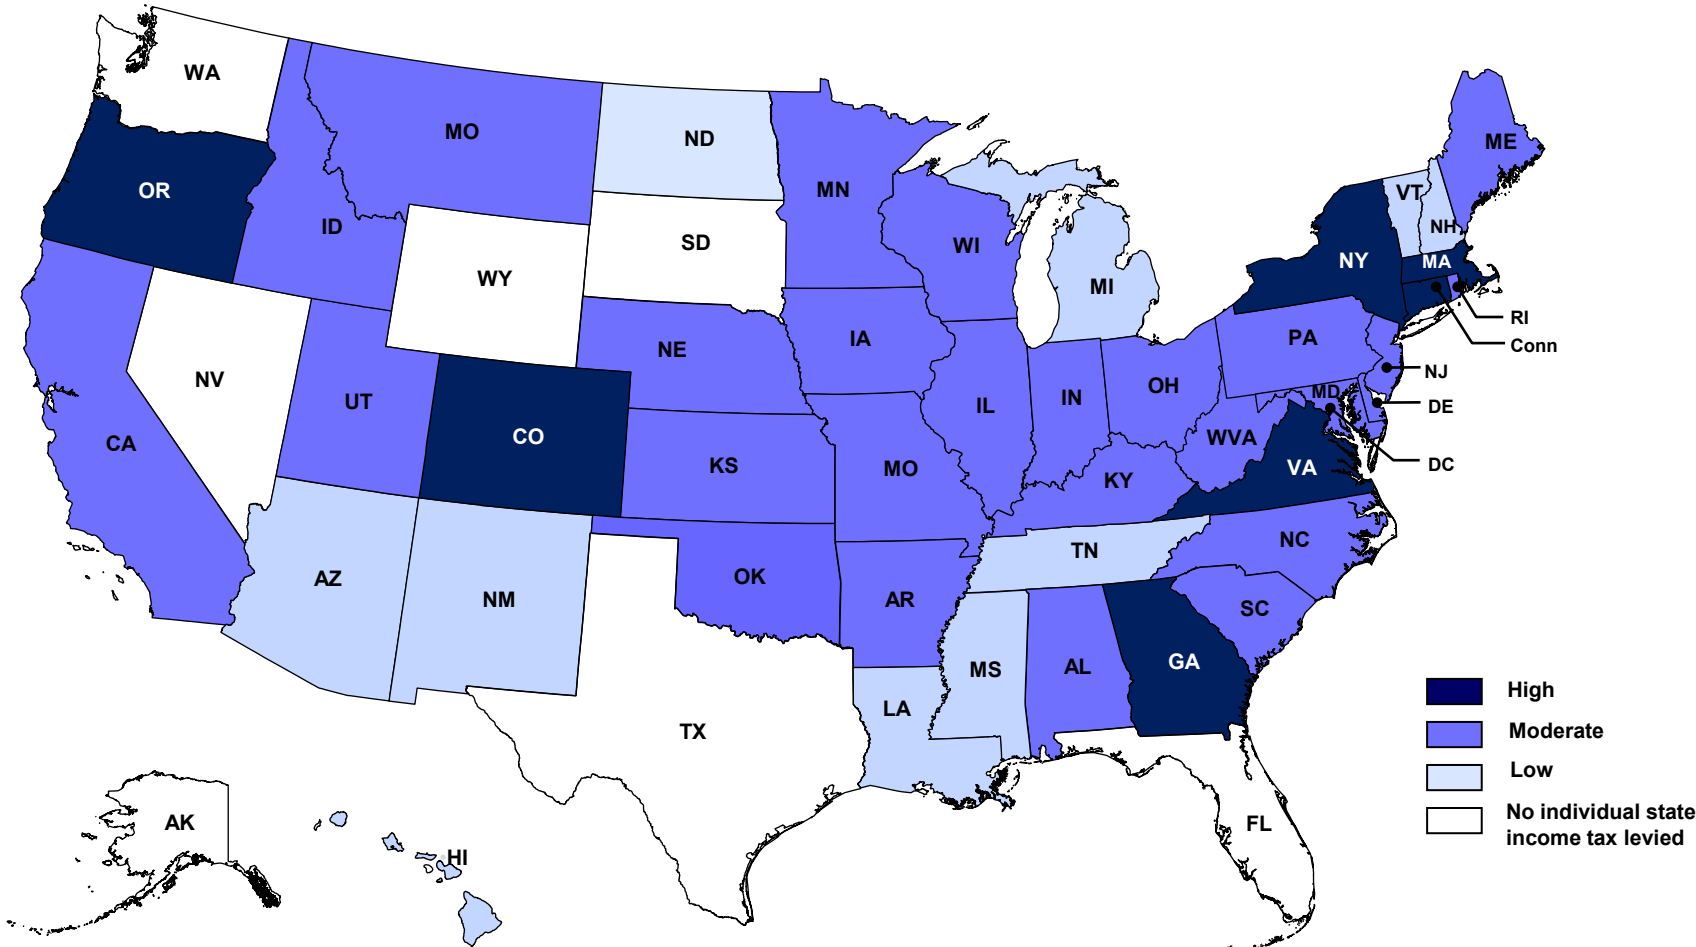 WA
MO
ND
ME
MN
OR
VT
ID
NH
SD
WI
NY
MA
WY
MI
RI
PA
IA
Conn
NE
NJ
NV
OH
UT
MD
IN
IL
DE
CO
WVA
CA
DC
KS
MO
VA
KY
NC
TN
OK
AZ
NM
AR
SC
GA
MS
AL
High
LA
TX
Moderate
Low
No individual state
income tax levied
AK
FL
HI